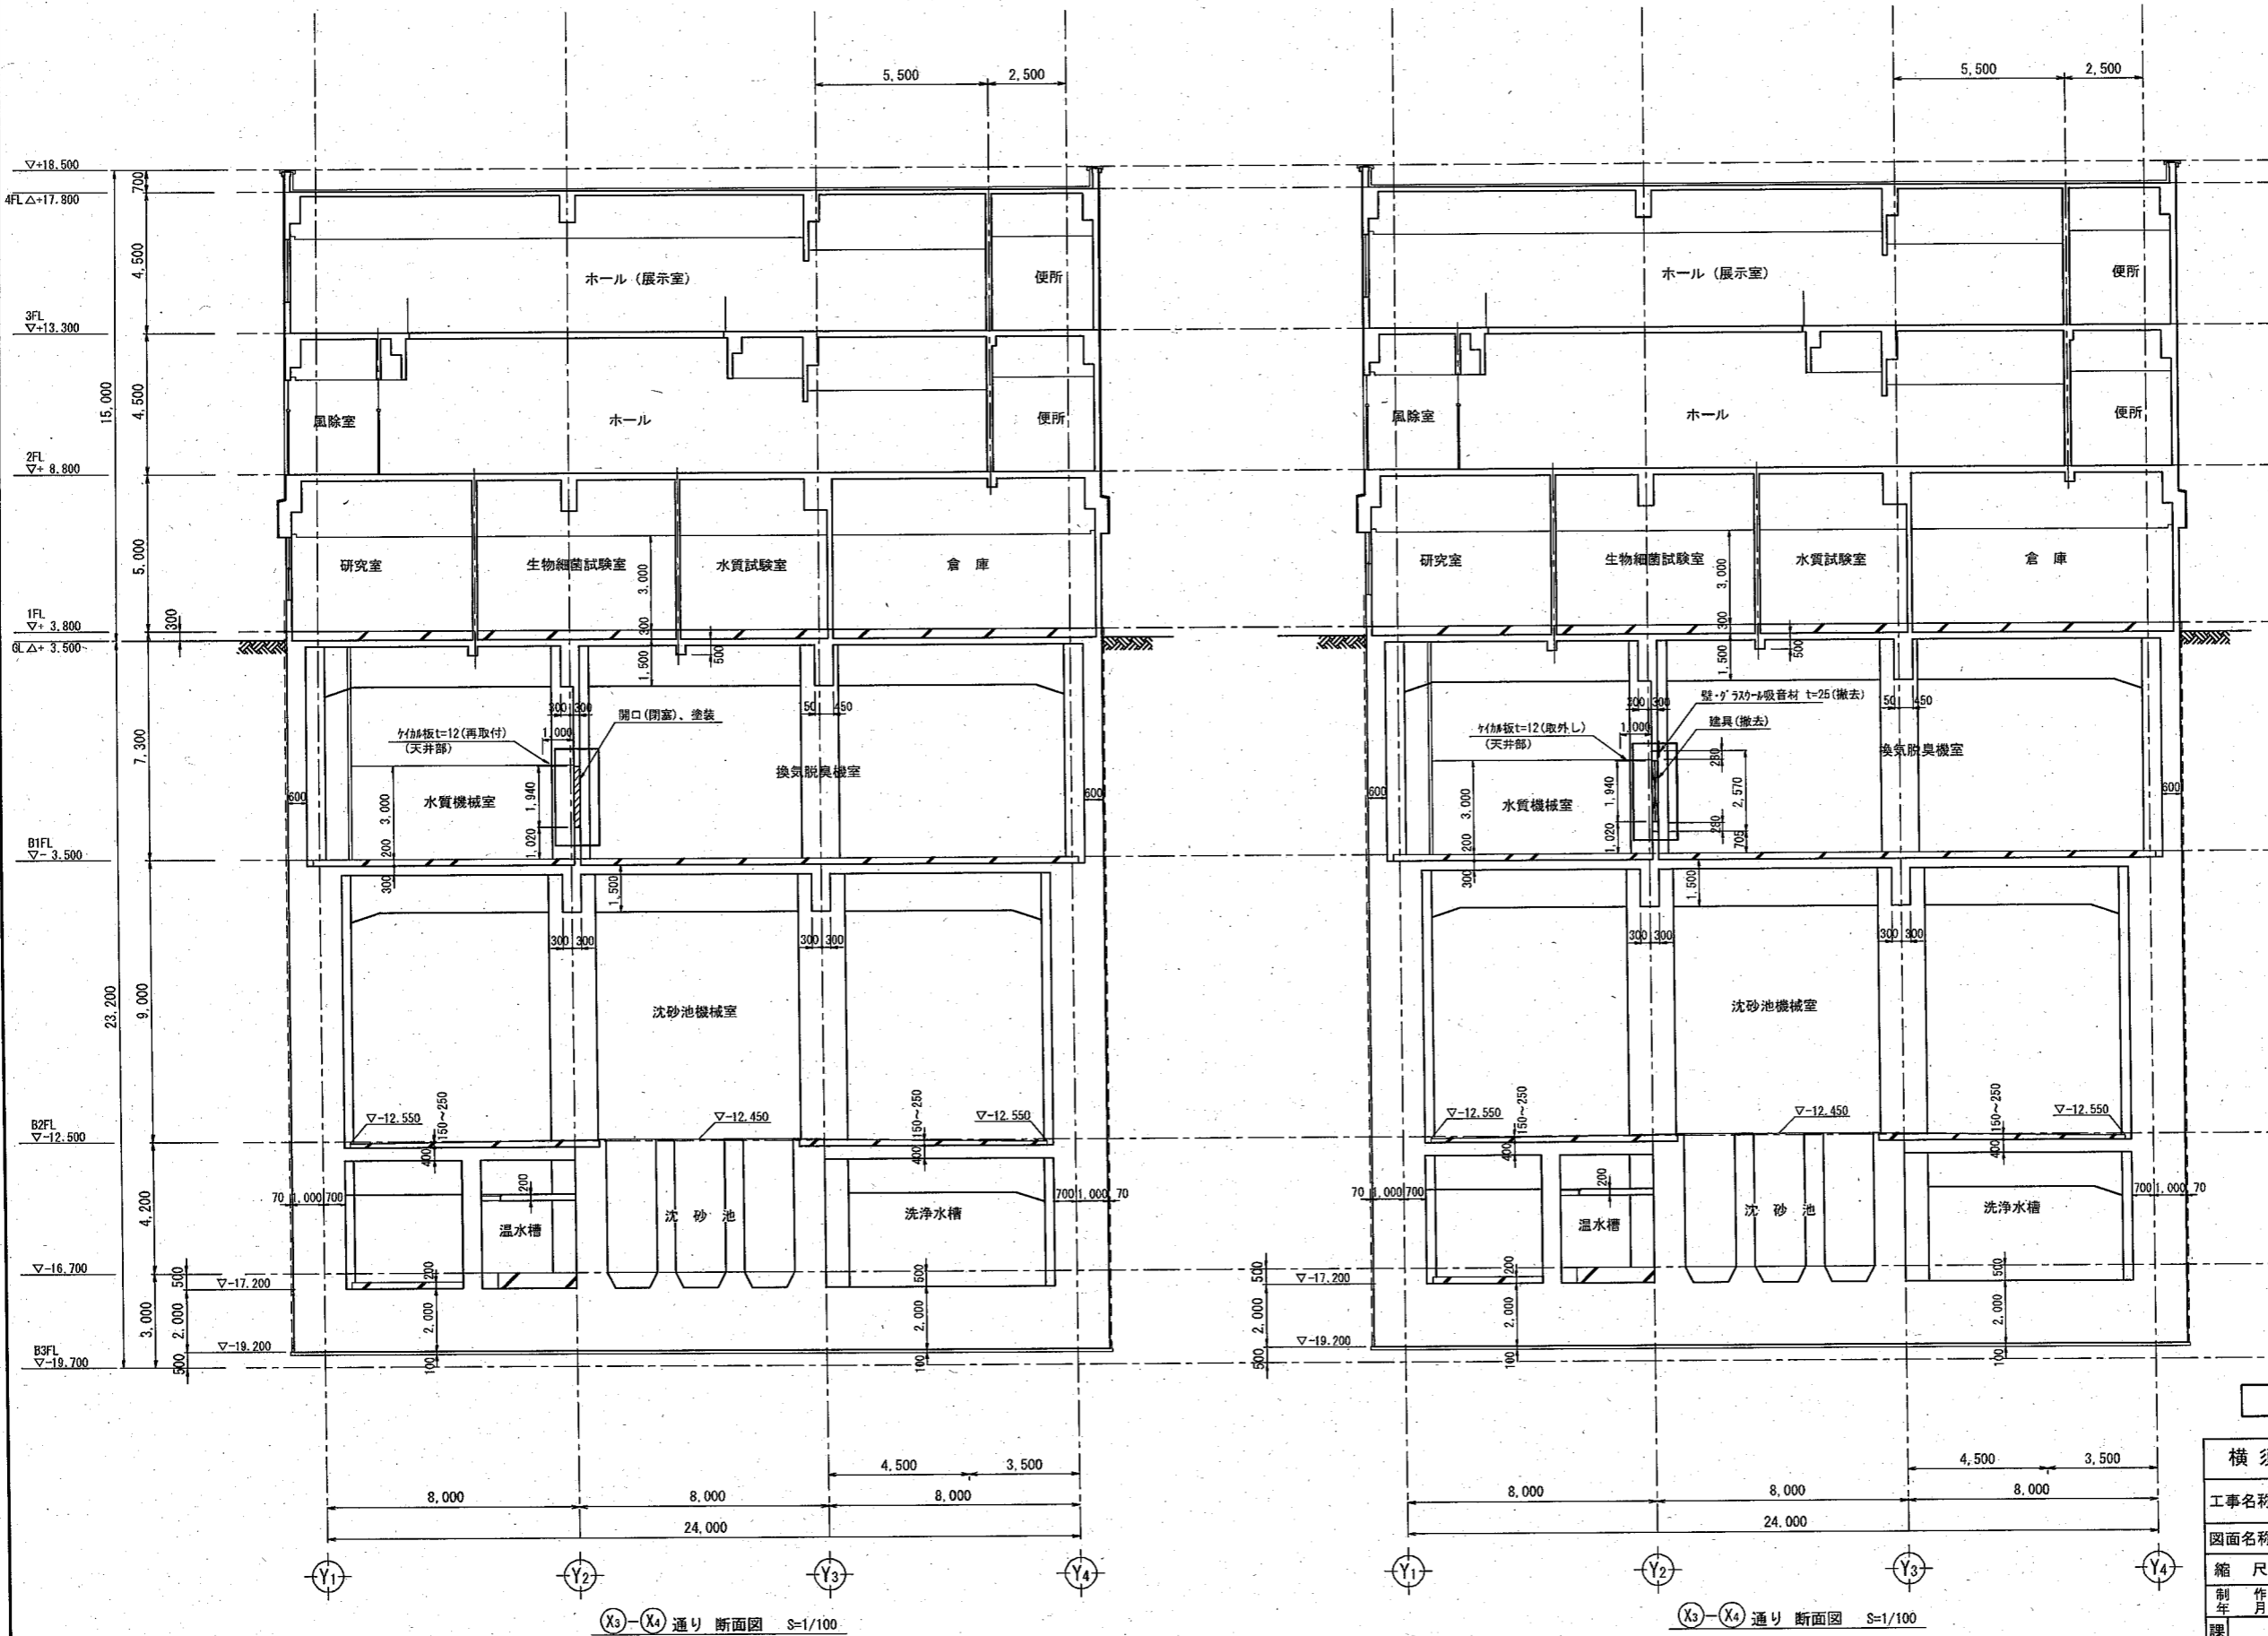 5,500 2,500
▽+18.500
700
4FL △+17.800
4,500
ホール（展示室） 便所
3FL
▽+13.300
15,000
4,500
風除室 ホール 便所
2FL
▽+ 8.800
5,000
研究室 生物細菌試験室 水質試験室 倉 庫
3,000
300
1FL
▽+ 3.800
300
GL △+ 3.500
1,500
500
300 300
150 450
開口(閉塞)、塗装
ｹｲｶﾙ板t=12(再取付)
(天井部)
1,000
7,300
換気脱臭機室
水質機械室
600 600
3,000
1,940
1,020
200
B1FL
▽- 3.500
300
1,500
300 300
300 300
23,200
9,000
沈砂池機械室
▽-12.550 150~250 ▽-12.450 150~250 ▽-12.550
B2FL
▽-12.500
400 400
4,200
70 1,000 700
200
温水槽 沈 砂 池 洗浄水槽
700 1,000 70
▽-16.700
500
▽-17.200
200 500
3,000
2,000
2,000 2,000
▽-19.200
B3FL
▽-19.700
500
100 100
4,500 3,500
8,000 8,000 8,000
24,000
Y1 Y2 Y3 Y4
X3-X4 通り 断面図 S=1/100
5,500 2,500
ホール（展示室） 便所
風除室 ホール 便所
研究室 生物細菌試験室 水質試験室 倉 庫
3,000
300
1,500
500
300 300
150 450
壁・ｸﾞﾗｽｳｰﾙ吸音材 t=25(撤去)
建具(撤去)
ｹｲｶﾙ板t=12(取外し)
(天井部)
1,000
280
換気脱臭機室
水質機械室
600 600
3,000
1,940
2,570
280
1,020
200
705
300
1,500
300 300
300 300
沈砂池機械室
▽-12.550 150~250 ▽-12.450 150~250 ▽-12.550
400 400
70 1,000 700
200
温水槽 沈 砂 池 洗浄水槽
700 1,000 70
500
▽-17.200
200 500
2,000
2,000 2,000
▽-19.200
500
100 100
4,500 3,500
8,000 8,000 8,000
24,000
Y1 Y2 Y3 Y4
X3-X4 通り 断面図 S=1/100
横
工事名称
図面名称
縮 尺
制 作
年 月
課